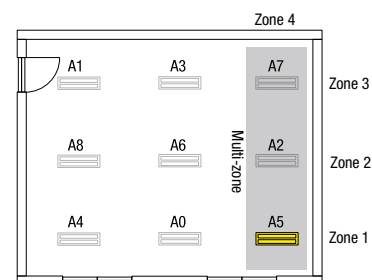 Zone 4
A1 A3 A7
Zone 3
A8 A6 A2
Multi-zone
Zone 2
A4 A0 A5
Zone 1